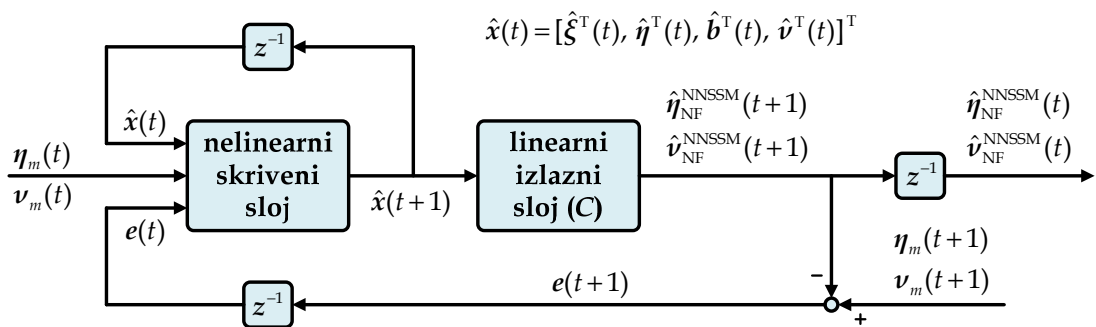 x̂(t) = [ξ̂ᵀ(t), η̂ᵀ(t), b̂ᵀ(t), ν̂ᵀ(t)]ᵀ
z⁻¹
x̂(t)
η_m(t)
ν_m(t)
e(t)
nelinearni
skriveni
sloj
x̂(t+1)
linearni
izlazni
sloj (C)
η̂_NF^NNSSM(t+1)
ν̂_NF^NNSSM(t+1)
z⁻¹
η̂_NF^NNSSM(t)
ν̂_NF^NNSSM(t)
η_m(t+1)
ν_m(t+1)
−
+
e(t+1)
z⁻¹